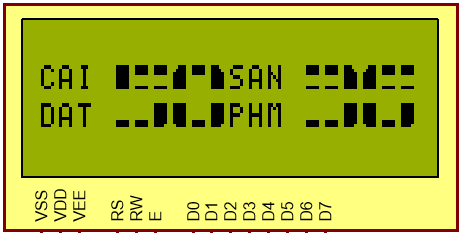 CAI SAN
DAT PHM
VSS VDD VEE RS RW E D0 D1 D2 D3 D4 D5 D6 D7